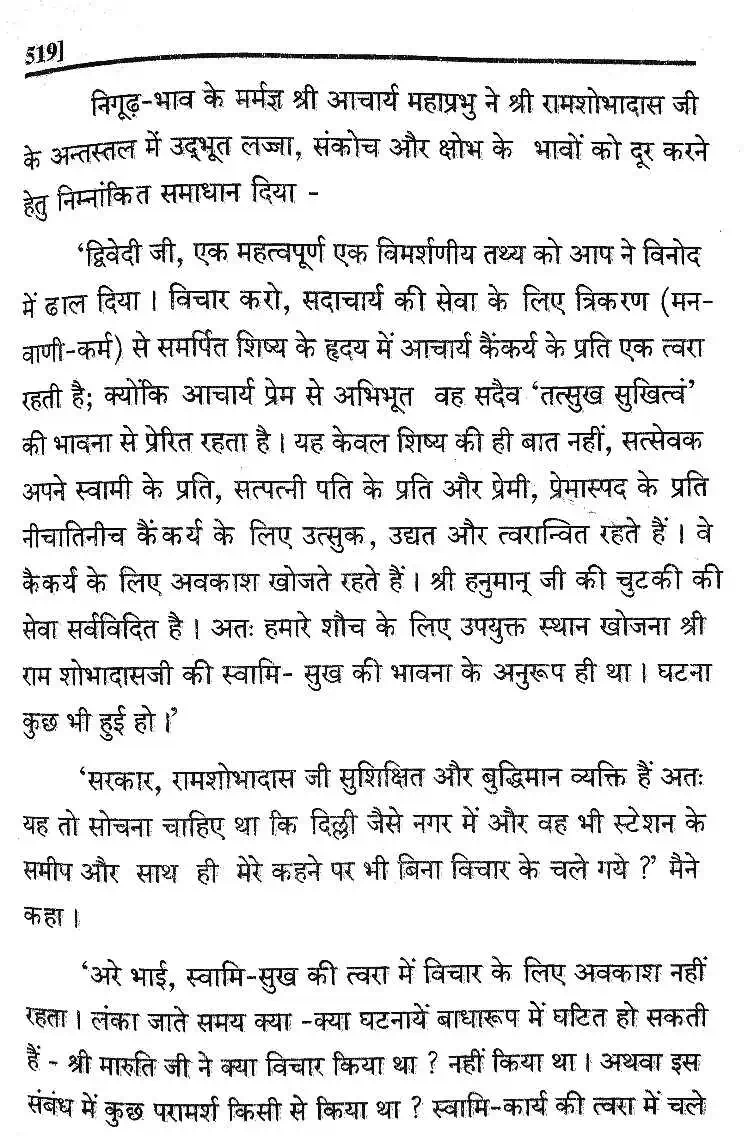 519]
निगूढ़-भाव के मर्मज्ञ श्री आचार्य महाप्रभु ने श्री रामशोभादास जी
के अन्तस्तल में उद्भूत लज्जा, संकोच और क्षोभ के भावों को दूर करने
हेतु निम्नांकित समाधान दिया -
'द्विवेदी जी, एक महत्वपूर्ण एक विमर्शणीय तथ्य को आप ने विनोद
में ढाल दिया । विचार करो, सदाचार्य की सेवा के लिए त्रिकरण (मन-
वाणी-कर्म) से समर्पित शिष्य के हृदय में आचार्य कैंकर्य के प्रति एक त्वरा
रहती है; क्योंकि आचार्य प्रेम से अभिभूत वह सदैव 'तत्सुख सुखित्वं'
की भावना से प्रेरित रहता है । यह केवल शिष्य की ही बात नहीं, सत्सेवक
अपने स्वामी के प्रति, सत्पत्नी पति के प्रति और प्रेमी, प्रेमास्पद के प्रति
नीचातिनीच कैंकर्य के लिए उत्सुक, उद्यत और त्वरान्वित रहते हैं । वे
कैकर्य के लिए अवकाश खोजते रहते हैं । श्री हनुमान् जी की चुटकी की
सेवा सर्वविदित है । अतः हमारे शौच के लिए उपयुक्त स्थान खोजना श्री
राम शोभादासजी की स्वामि- सुख की भावना के अनुरूप ही था । घटना
कुछ भी हुई हो ।'
'सरकार, रामशोभादास जी सुशिक्षित और बुद्धिमान व्यक्ति हैं अतः
यह तो सोचना चाहिए था कि दिल्ली जैसे नगर में और वह भी स्टेशन के
समीप और साथ ही मेरे कहने पर भी बिना विचार के चले गये ?' मैने
कहा ।
'अरे भाई, स्वामि-सुख की त्वरा में विचार के लिए अवकाश नहीं
रहता । लंका जाते समय क्या -क्या घटनायें बाधारूप में घटित हो सकती
हैं - श्री मारुति जी ने क्या विचार किया था ? नहीं किया था । अथवा इस
संबंध में कुछ परामर्श किसी से किया था ? स्वामि-कार्य की त्वरा में चले